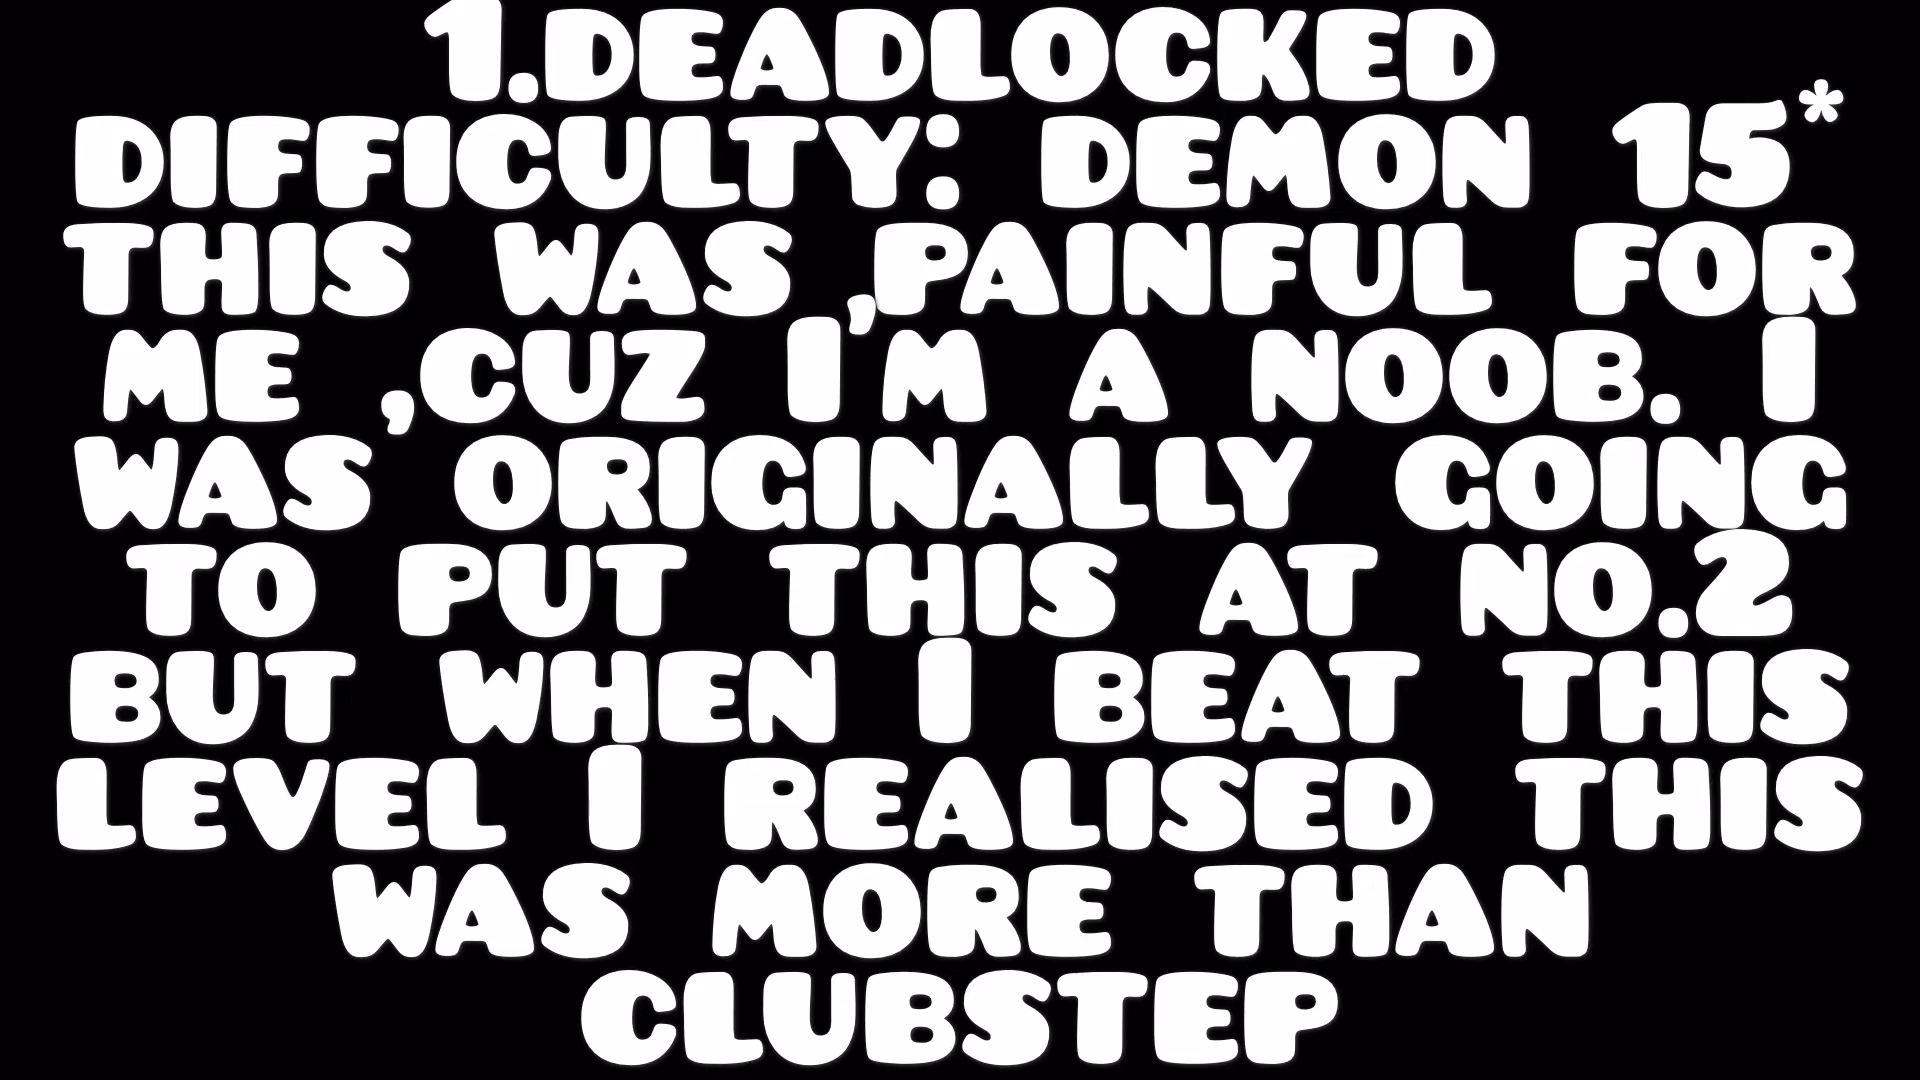 1.DEADLOCKED
DIFFICULTY: DEMON 15*
THIS WAS ,PAINFUL FOR
ME ,CUZ I'M A NOOB. I
WAS ORIGINALLY GOING
TO PUT THIS AT NO.2
BUT WHEN I BEAT THIS
LEVEL I REALISED THIS
WAS MORE THAN
CLUBSTEP